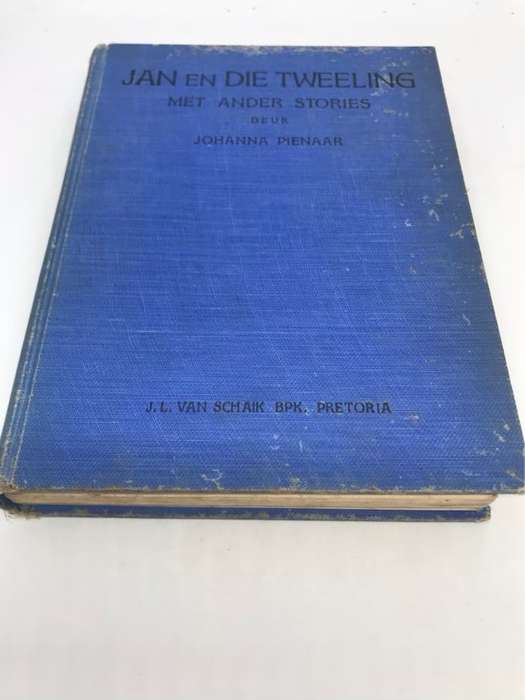 JAN EN DIE TWEELING
MET ANDER STORIES
DEUR
JOHANNA PIENAAR
J. L. VAN SCHAIK BPK. PRETORIA